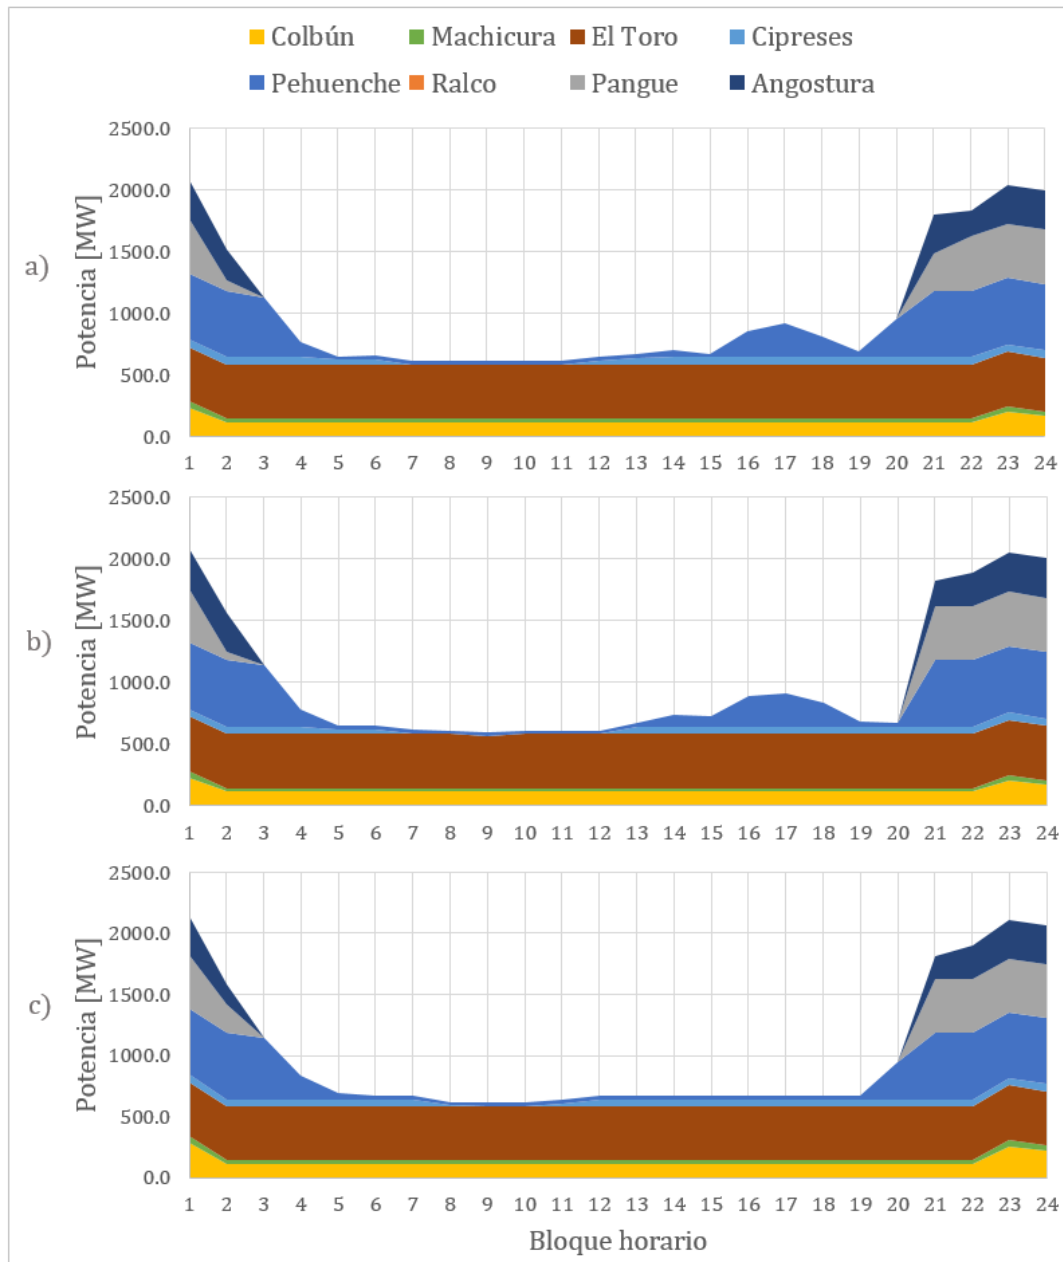 Colbún Machicura El Toro Cipreses
Pehuenche Ralco Pangue Angostura
a)
Potencia [MW]
2500.0
2000.0
1500.0
1000.0
500.0
0.0
1 2 3 4 5 6 7 8 9 10 11 12 13 14 15 16 17 18 19 20 21 22 23 24
b)
Potencia [MW]
2500.0
2000.0
1500.0
1000.0
500.0
0.0
1 2 3 4 5 6 7 8 9 10 11 12 13 14 15 16 17 18 19 20 21 22 23 24
c)
Potencia [MW]
2500.0
2000.0
1500.0
1000.0
500.0
0.0
1 2 3 4 5 6 7 8 9 10 11 12 13 14 15 16 17 18 19 20 21 22 23 24
Bloque horario